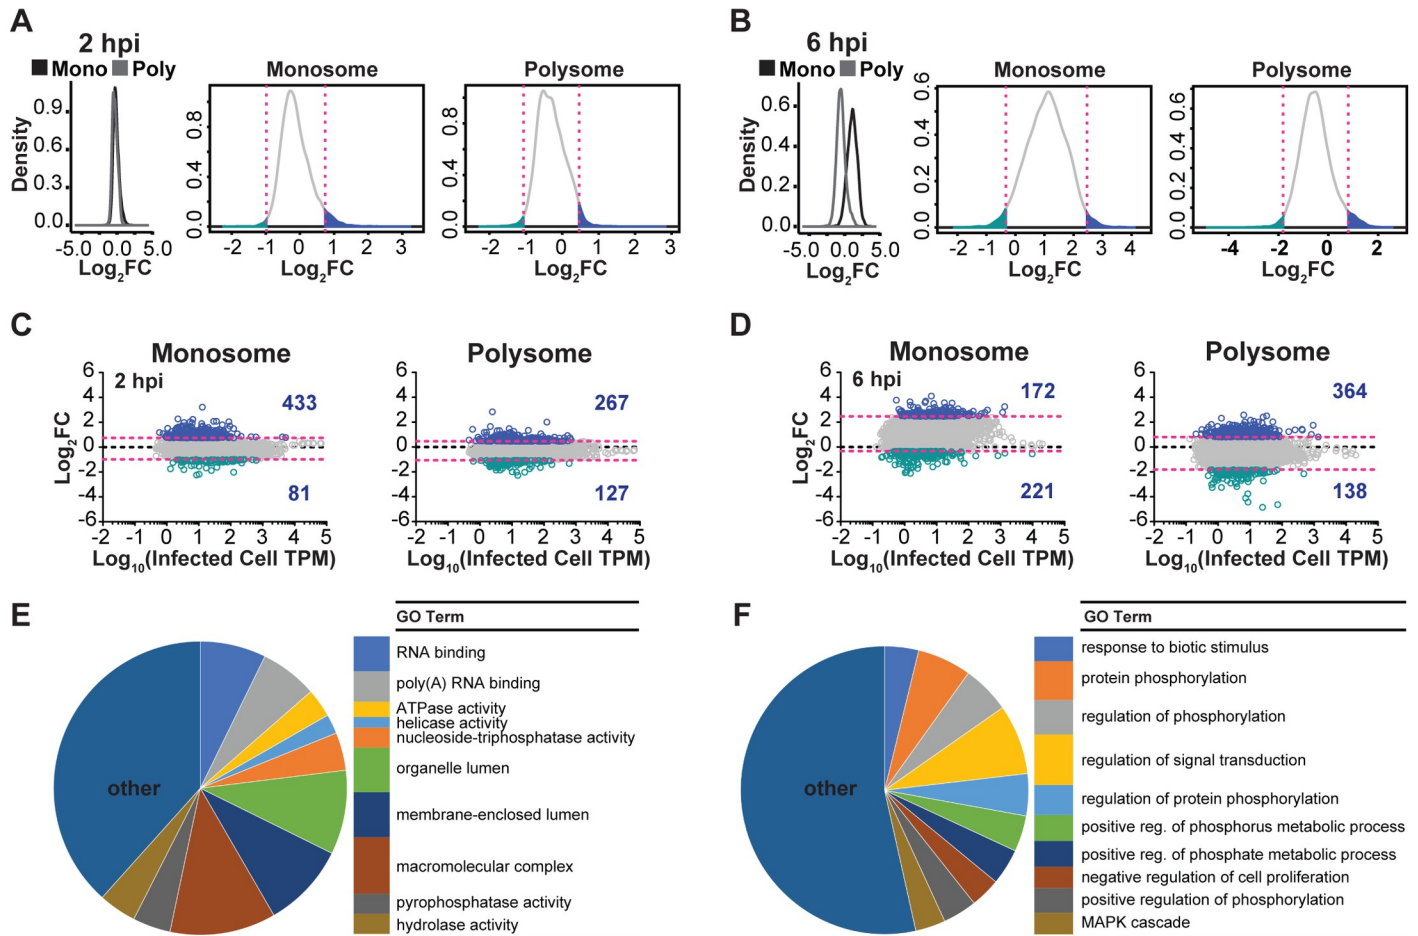 A
2 hpi
Mono Poly
Density
0.9
0.6
0.3
0.0
-5.0 0.0 5.0
Log2FC
Monosome
0.8
0.4
0.0
-2 -1 0 1 2 3
Log2FC
Polysome
0.8
0.4
0.0
-2 -1 0 1 2 3
Log2FC
B
6 hpi
Mono Poly
Density
0.6
0.4
0.2
0.0
-5.0 0.0 5.0
Log2FC
Monosome
0.6
0.4
0.2
0.0
-2 -1 0 1 2 3 4
Log2FC
Polysome
0.6
0.4
0.2
0.0
-4 -2 0 2
Log2FC
C
Monosome
2 hpi
433
81
Log2FC
6
4
2
0
-2
-4
-6
-2 -1 0 1 2 3 4 5
Log10(Infected Cell TPM)
Polysome
267
127
6
4
2
0
-2
-4
-6
-2 -1 0 1 2 3 4 5
Log10(Infected Cell TPM)
D
Monosome
6 hpi
172
221
Log2FC
6
4
2
0
-2
-4
-6
-2 -1 0 1 2 3 4 5
Log10(Infected Cell TPM)
Polysome
364
138
6
4
2
0
-2
-4
-6
-2 -1 0 1 2 3 4 5
Log10(Infected Cell TPM)
E
other
GO Term
RNA binding
poly(A) RNA binding
ATPase activity
helicase activity
nucleoside-triphosphatase activity
organelle lumen
membrane-enclosed lumen
macromolecular complex
pyrophosphatase activity
hydrolase activity
F
other
GO Term
response to biotic stimulus
protein phosphorylation
regulation of phosphorylation
regulation of signal transduction
regulation of protein phosphorylation
positive reg. of phosphorus metabolic process
positive reg. of phosphate metabolic process
negative regulation of cell proliferation
positive regulation of phosphorylation
MAPK cascade